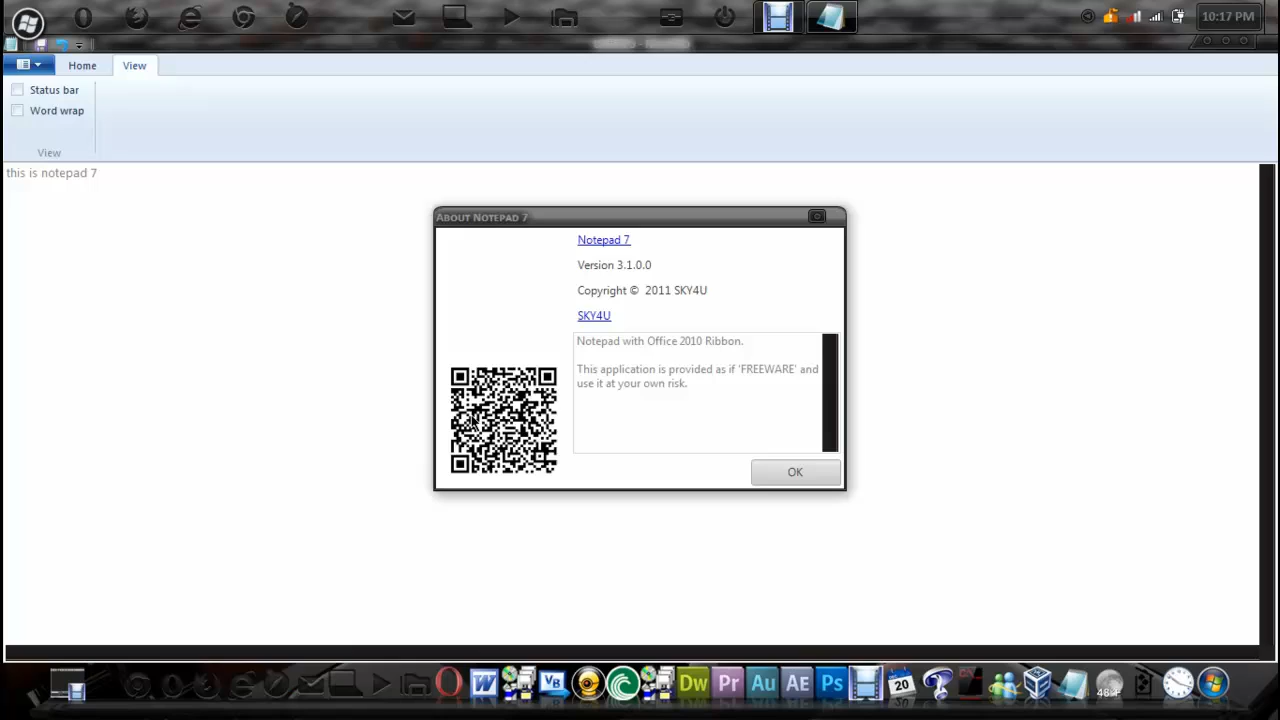 10:17 PM
Home
View
Status bar
Word wrap
View
this is notepad 7
About Notepad 7
Notepad 7
Version 3.1.0.0
Copyright © 2011 SKY4U
SKY4U
Notepad with Office 2010 Ribbon.
This application is provided as if 'FREEWARE' and
use it at your own risk.
OK
W
VB
Dw
Pr
Au
AE
Ps
20